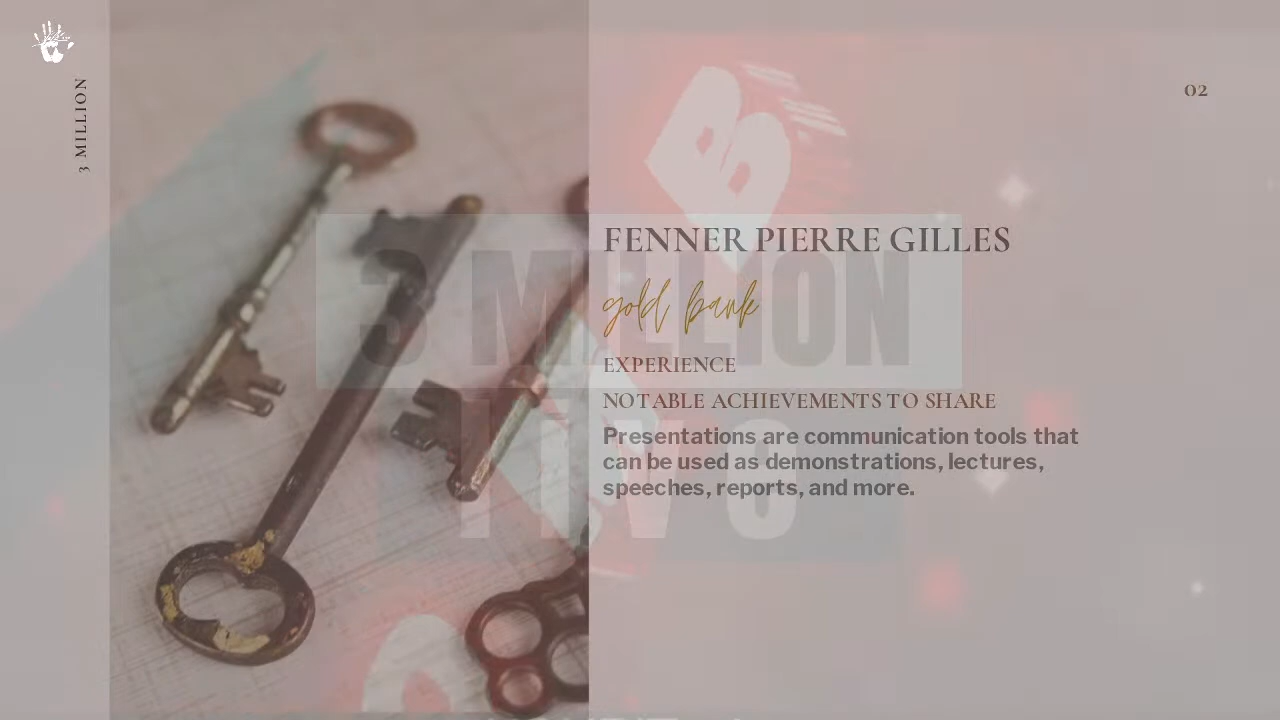 3 MILLION
02
B
FENNER PIERRE GILLES
3 MILLION
gold bank
EXPERIENCE
NOTABLE ACHIEVEMENTS TO SHARE
Presentations are communication tools that
can be used as demonstrations, lectures,
speeches, reports, and more.